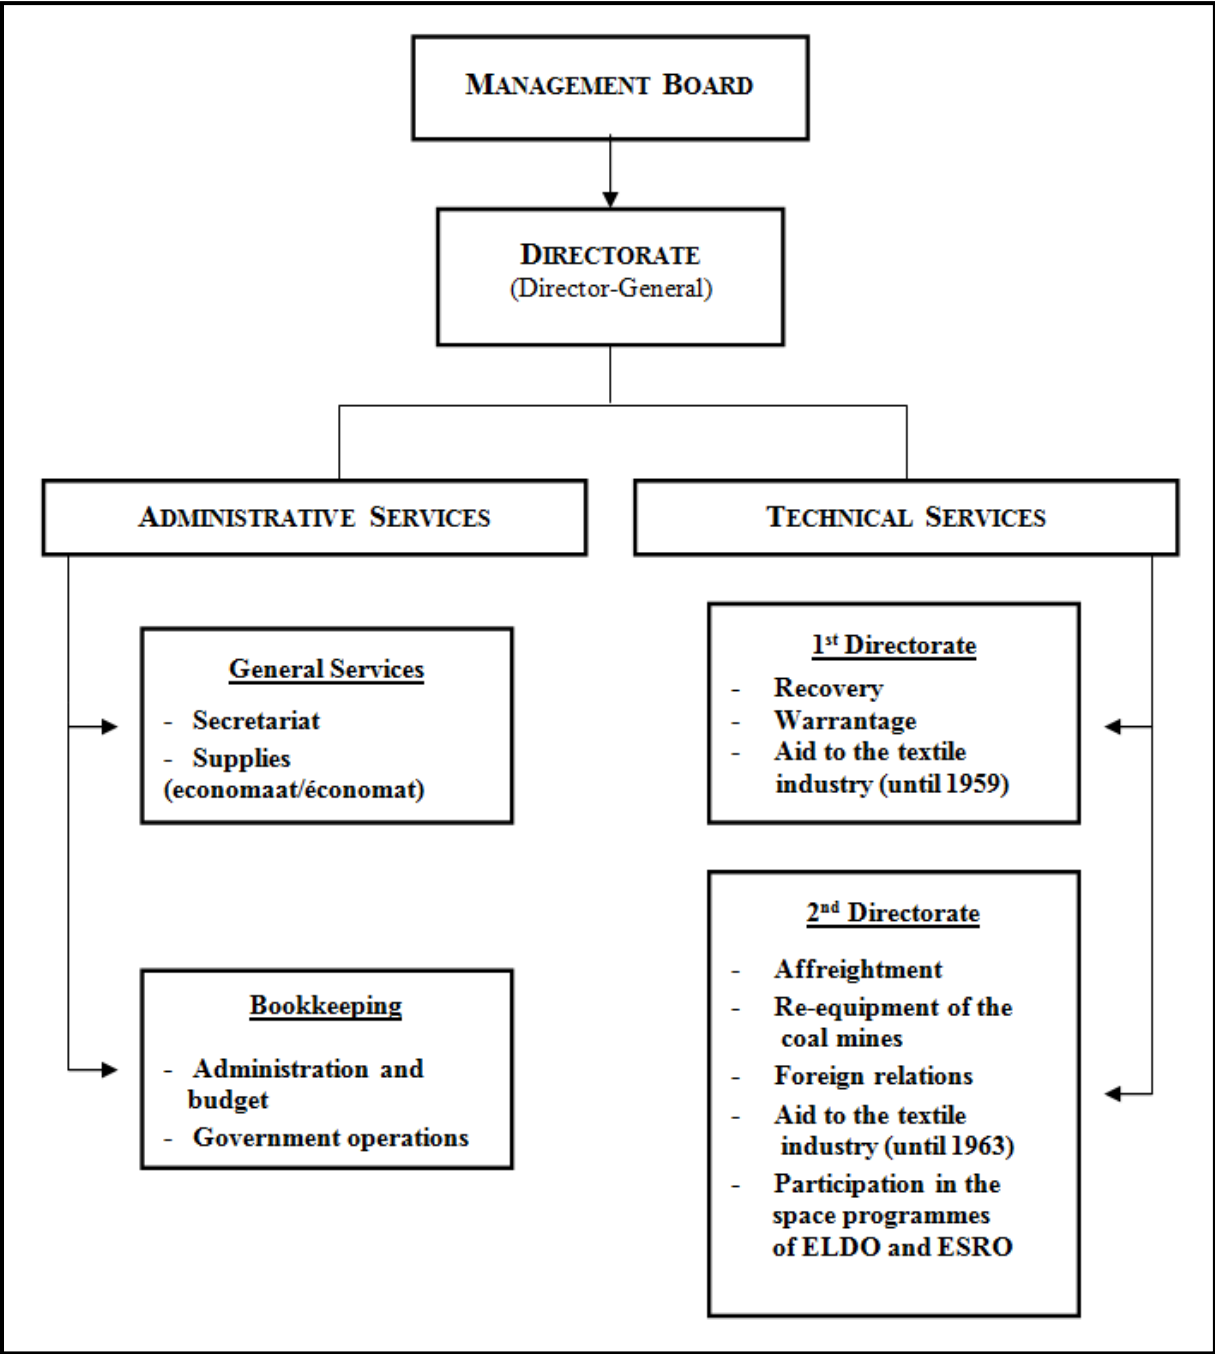 MANAGEMENT BOARD
DIRECTORATE
(Director-General)
ADMINISTRATIVE SERVICES
TECHNICAL SERVICES
General Services
- Secretariat
- Supplies
(economaat/économat)
Bookkeeping
- Administration and
budget
- Government operations
1st Directorate
- Recovery
- Warrantage
- Aid to the textile
industry (until 1959)
2nd Directorate
- Affreightment
- Re-equipment of the
coal mines
- Foreign relations
- Aid to the textile
industry (until 1963)
- Participation in the
space programmes
of ELDO and ESRO